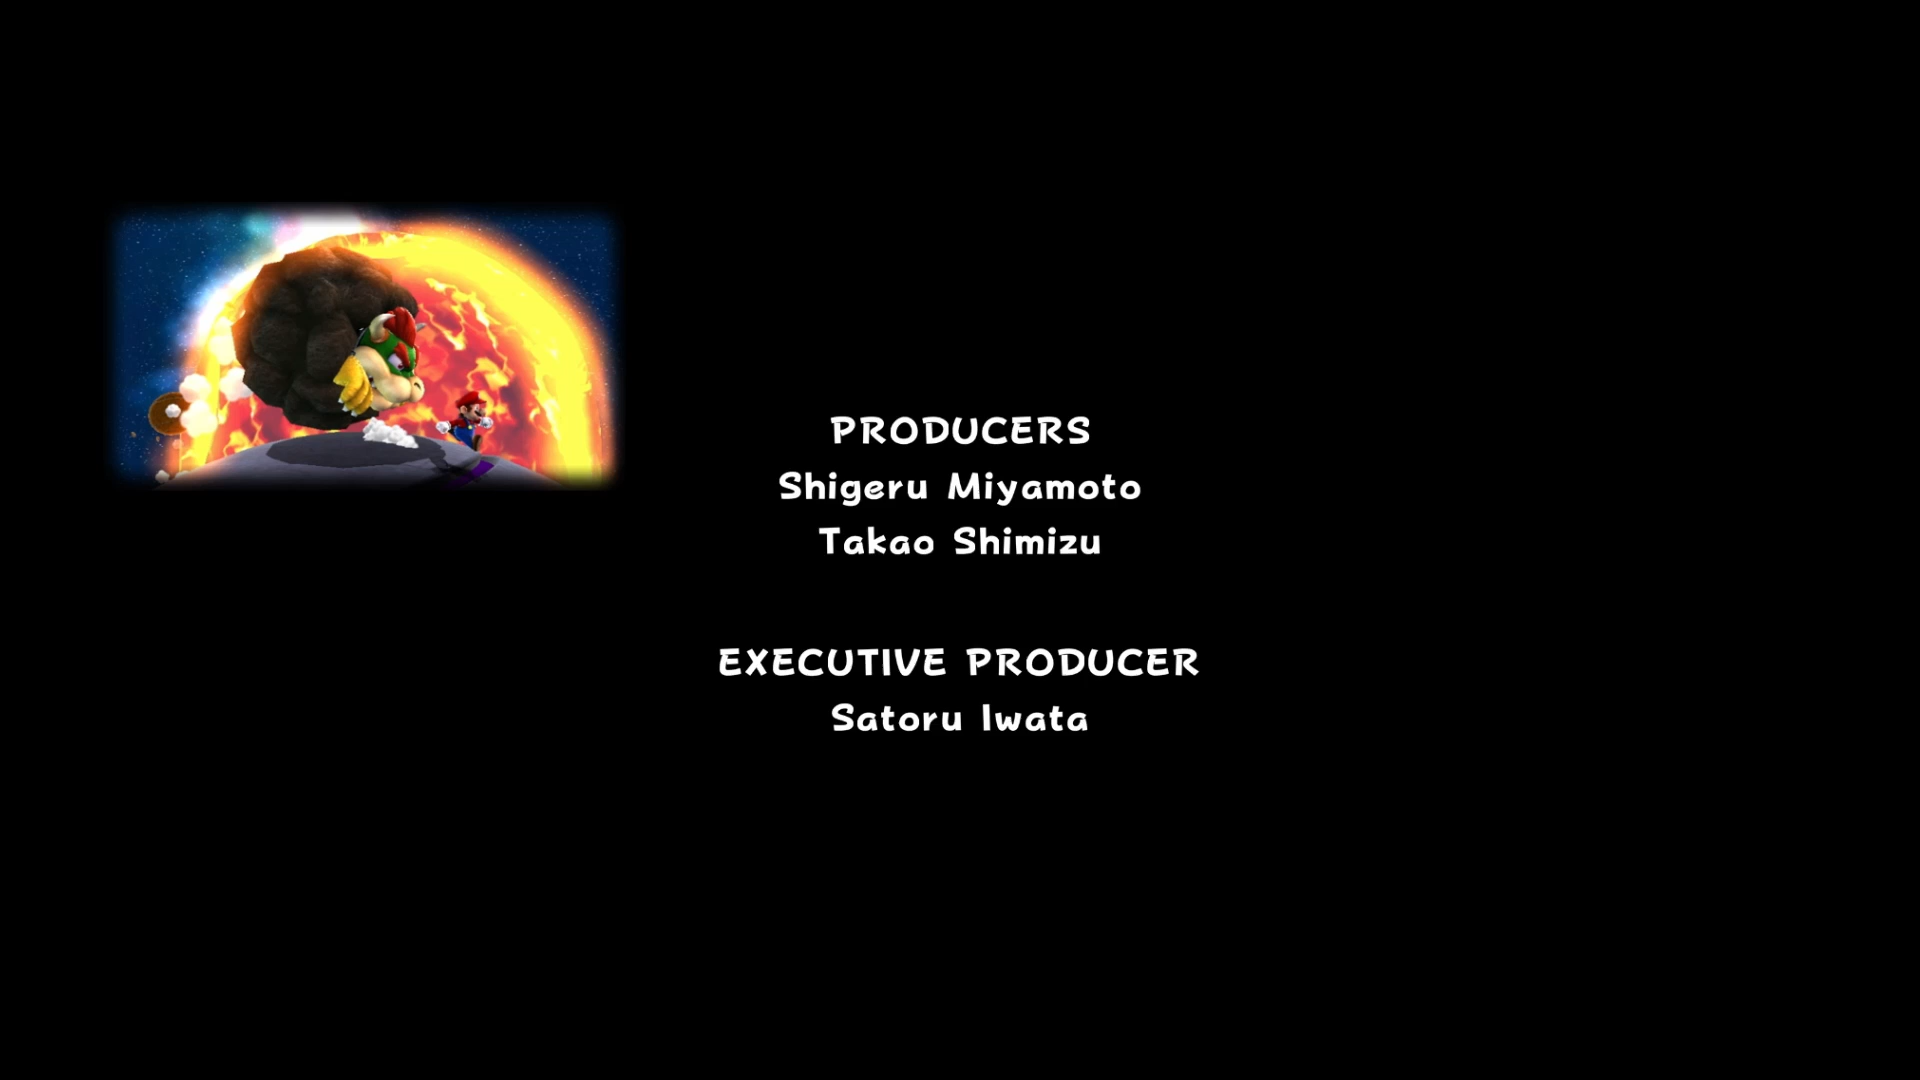 PRODUCERS
Shigeru Miyamoto
Takao Shimizu
EXECUTIVE PRODUCER
Satoru Iwata